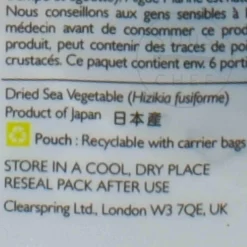 Nous conseillons aux gens sensibles à l
médecin avant de consommer ce prod
produit, peut contenir des traces de po
crustacés. Ce paquet contient env. 6 port
Dried Sea Vegetable (Hizikia fusiforme)
Product of Japan 日本産
Pouch : Recyclable with carrier bags
STORE IN A COOL, DRY PLACE
RESEAL PACK AFTER USE
Clearspring Ltd., London W3 7QE, UK